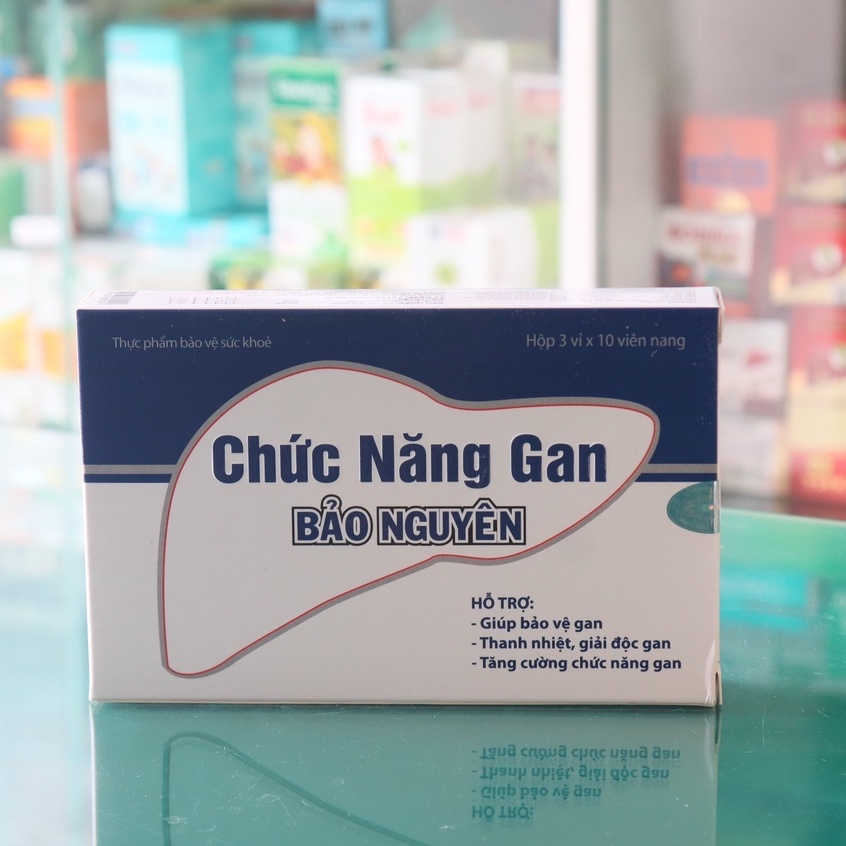 Thực phẩm bảo vệ sức khoẻ
Hộp 3 vỉ x 10 viên nang
Chức Năng Gan
BẢO NGUYÊN
HỖ TRỢ:
- Giúp bảo vệ gan
- Thanh nhiệt, giải độc gan
- Tăng cường chức năng gan